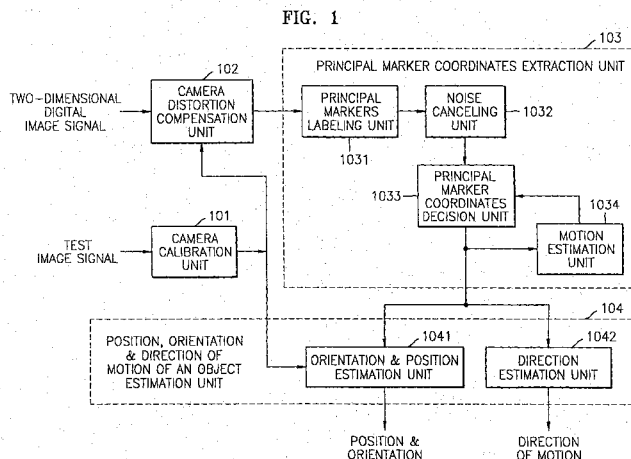 FIG. 1
103
PRINCIPAL MARKER COORDINATES EXTRACTION UNIT
102
TWO-DIMENSIONAL
DIGITAL
IMAGE SIGNAL
CAMERA
DISTORTION
COMPENSATION
UNIT
PRINCIPAL
MARKERS
LABELING UNIT
1031
NOISE
CANCELING
UNIT
1032
1033
PRINCIPAL
MARKER
COORDINATES
DECISION UNIT
1034
MOTION
ESTIMATION
UNIT
101
TEST
IMAGE SIGNAL
CAMERA
CALIBRATION
UNIT
104
POSITION, ORIENTATION
& DIRECTION OF
MOTION OF AN OBJECT
ESTIMATION UNIT
1041
ORIENTATION & POSITION
ESTIMATION UNIT
1042
DIRECTION
ESTIMATION UNIT
POSITION &
ORIENTATION
DIRECTION
OF MOTION